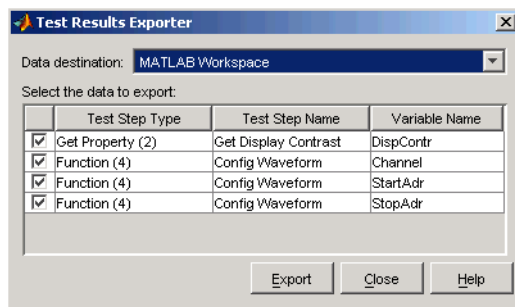 Test Results Exporter
Data destination: MATLAB Workspace
Select the data to export:
Test Step Type Test Step Name Variable Name
Get Property (2) Get Display Contrast DispContr
Function (4) Config Waveform Channel
Function (4) Config Waveform StartAdr
Function (4) Config Waveform StopAdr
Export Close Help